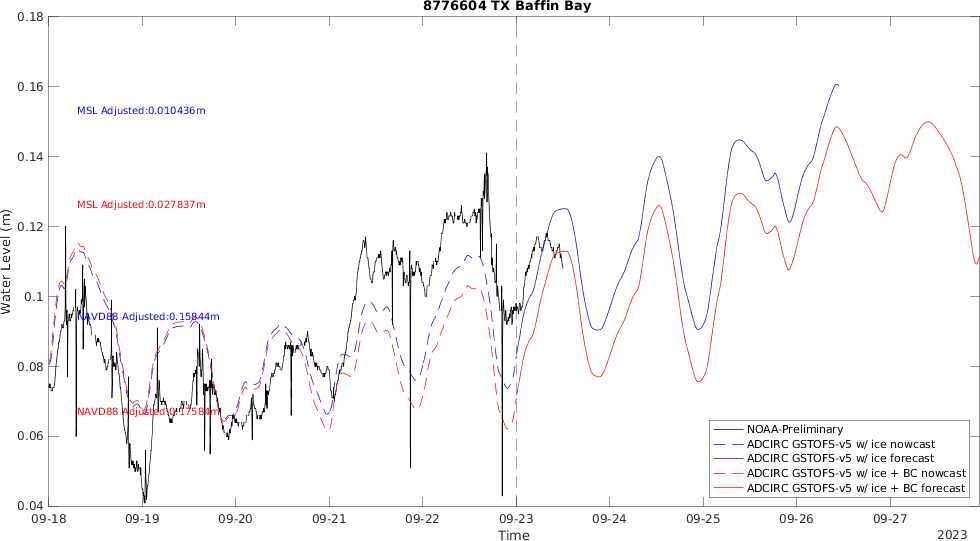 8776604 TX Baffin Bay
0.18
0.16
0.14
0.12
0.1
0.08
0.06
0.04
Water Level (m)
MSL Adjusted:0.010436m
MSL Adjusted:0.027837m
NAVD88 Adjusted:0.15844m
NAVD88 Adjusted:0.17584m
NOAA-Preliminary
ADCIRC GSTOFS-v5 w/ ice nowcast
ADCIRC GSTOFS-v5 w/ ice forecast
ADCIRC GSTOFS-v5 w/ ice + BC nowcast
ADCIRC GSTOFS-v5 w/ ice + BC forecast
09-18 09-19 09-20 09-21 09-22 09-23 09-24 09-25 09-26 09-27
Time
2023